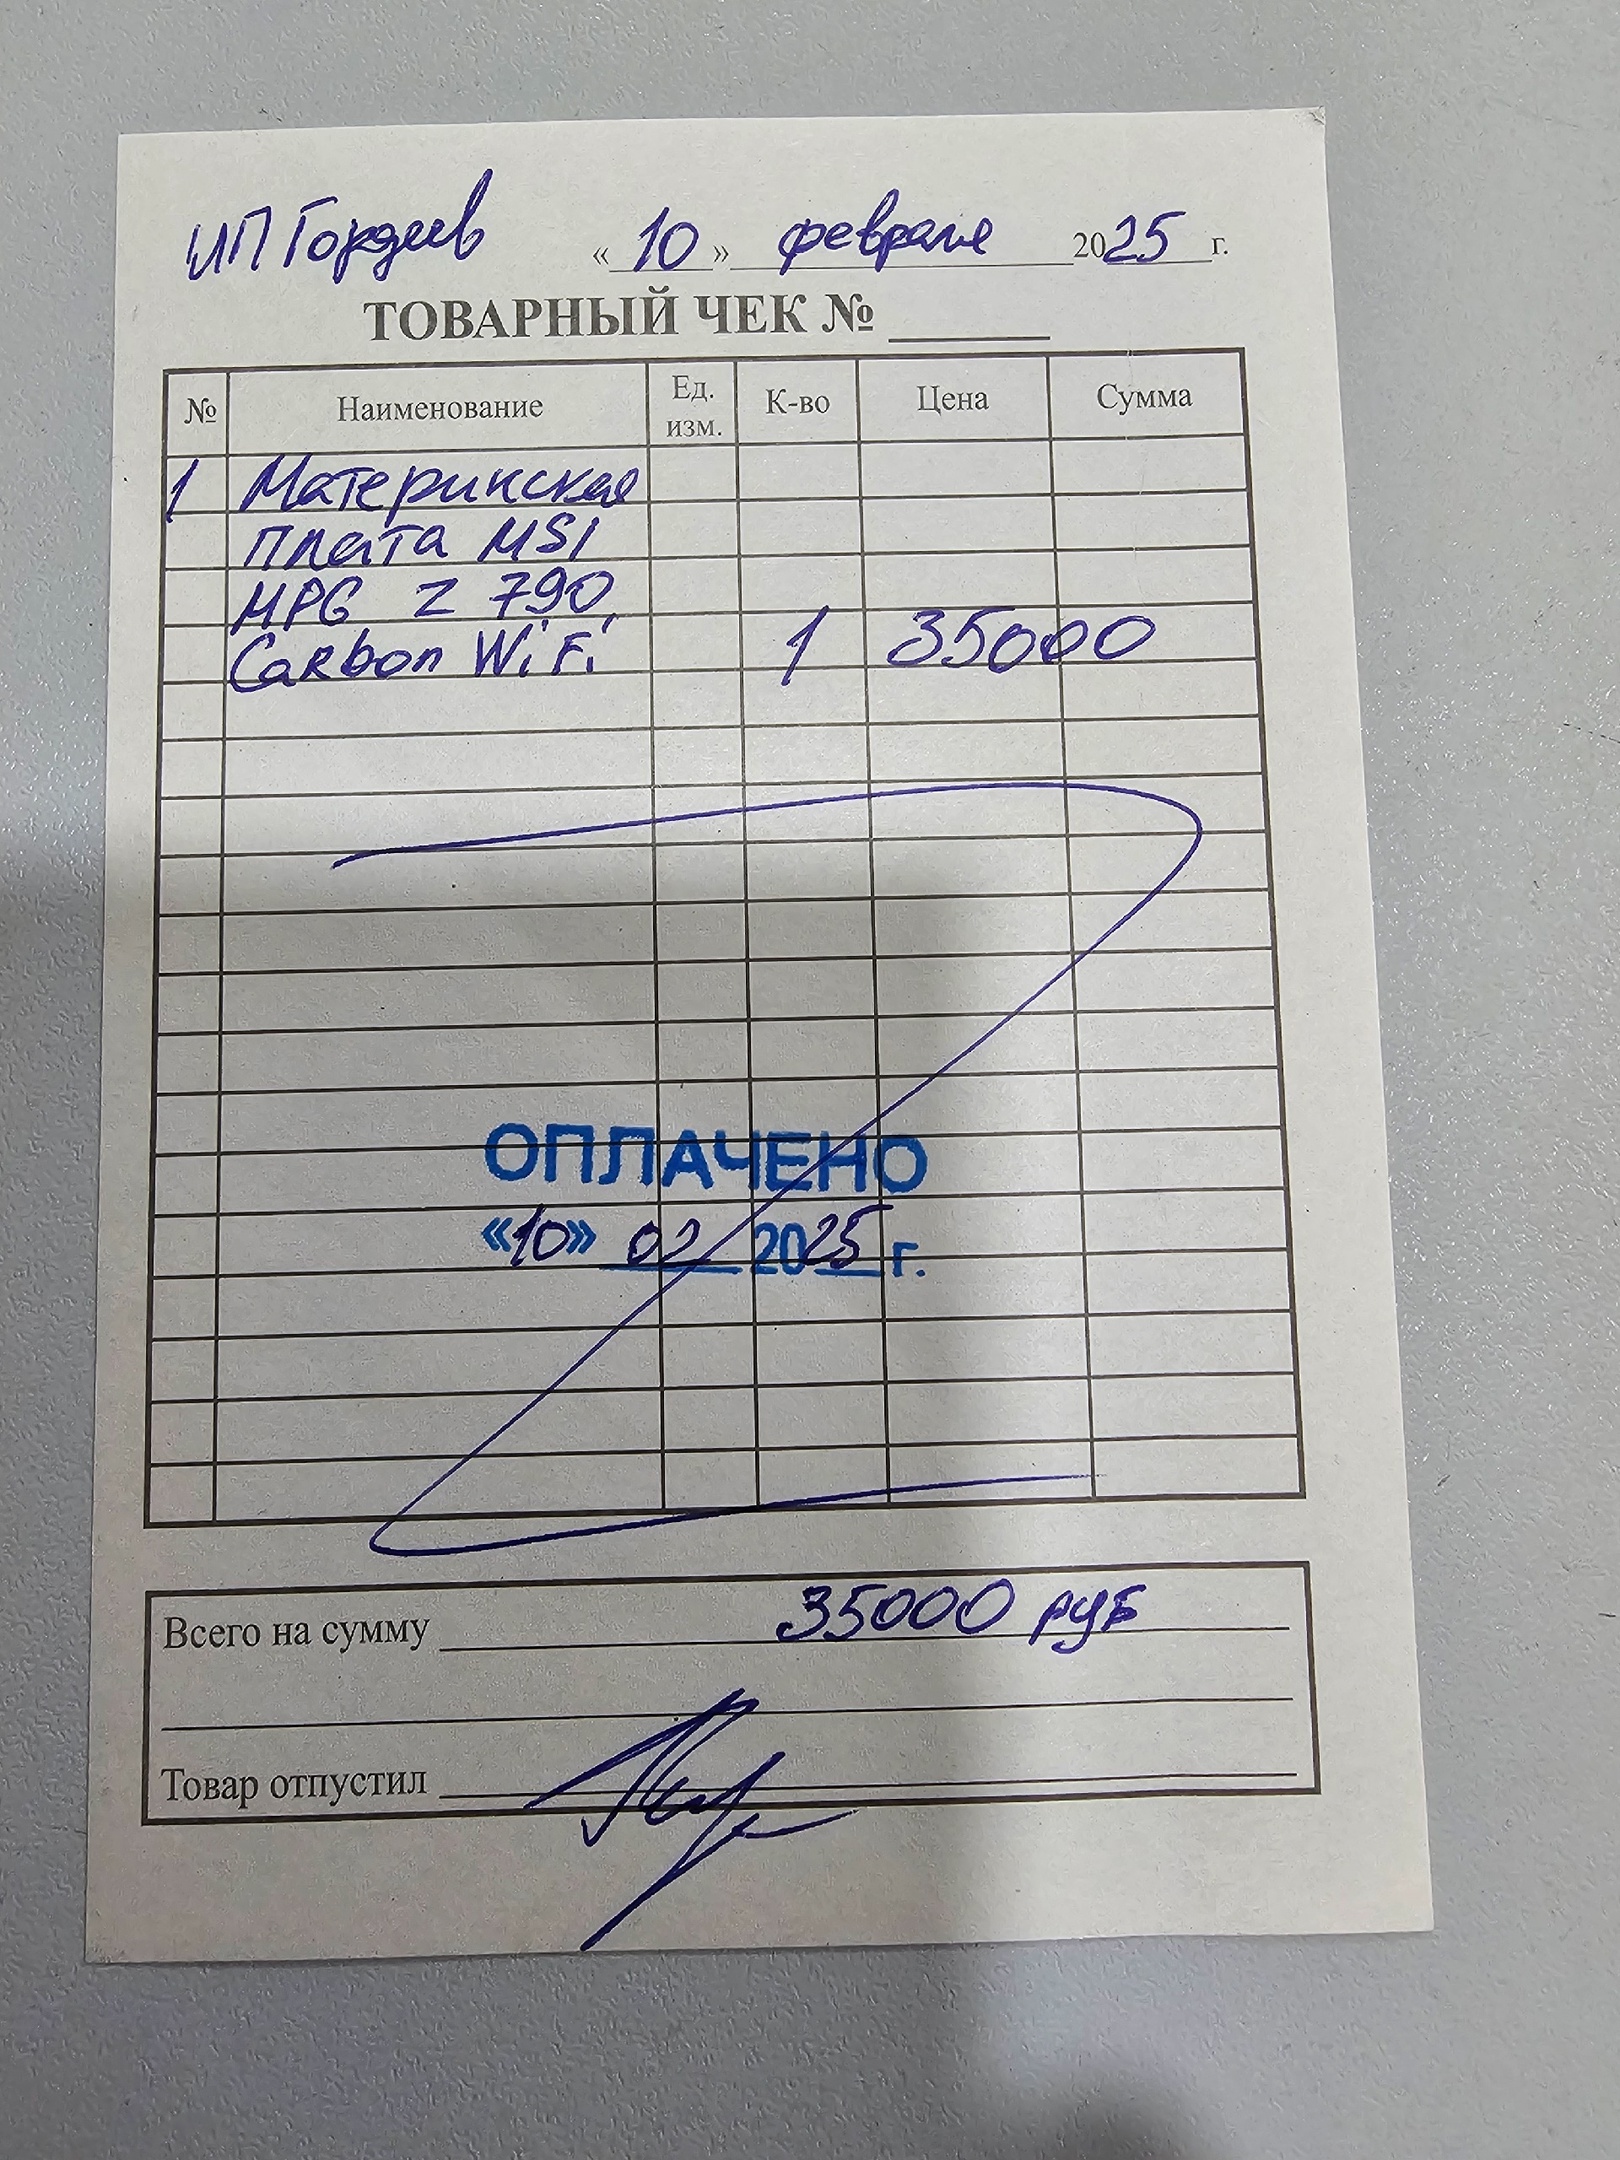 ИП Гордеев «10» февраля 2025 г.
ТОВАРНЫЙ ЧЕК №
№ Наименование Ед. изм. К-во Цена Сумма
1 Материнская
плата MSI
MPG Z 790
Carbon WiFi 1 35000
ОПЛАЧЕНО
«10» 02 2025 г.
Всего на сумму 35000 руб
Товар отпустил